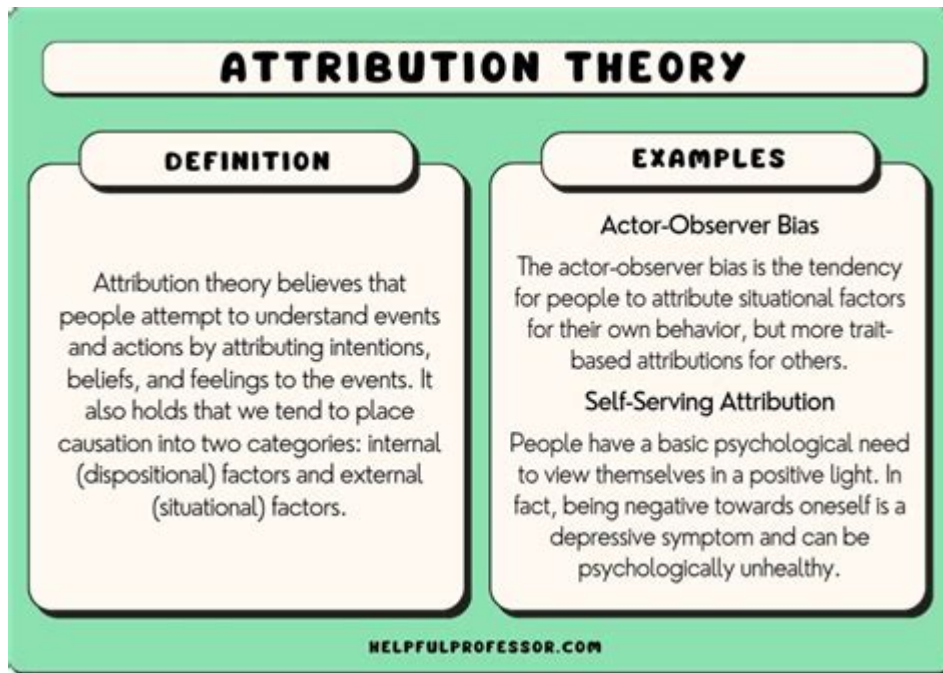 ATTRIBUTION THEORY
DEFINITION
Attribution theory believes that
people attempt to understand events
and actions by attributing intentions,
beliefs, and feelings to the events. It
also holds that we tend to place
causation into two categories: internal
(dispositional) factors and external
(situational) factors.
EXAMPLES
Actor-Observer Bias
The actor-observer bias is the tendency
for people to attribute situational factors
for their own behavior, but more trait-
based attributions for others.
Self-Serving Attribution
People have a basic psychological need
to view themselves in a positive light. In
fact, being negative towards oneself is a
depressive symptom and can be
psychologically unhealthy.
HELPFULPROFESSOR.COM